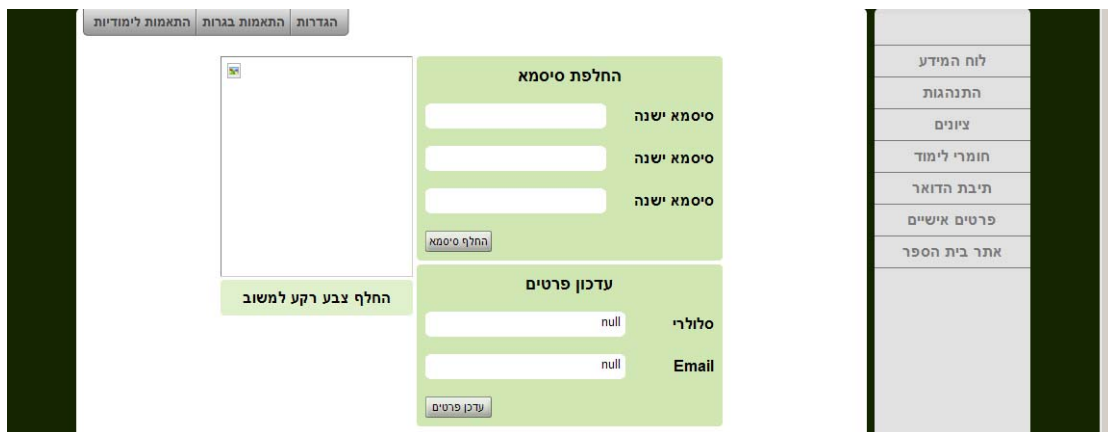 הגדרות
התאמות בגרות
התאמות לימודיות
לוח המידע
התנהגות
ציונים
חומרי לימוד
תיבת הדואר
פרטים אישיים
אתר בית הספר
החלפת סיסמא
סיסמא ישנה
סיסמא ישנה
סיסמא ישנה
החלף סיסמא
עדכון פרטים
סלולרי
null
Email
null
עדכן פרטים
החלף צבע רקע למשוב